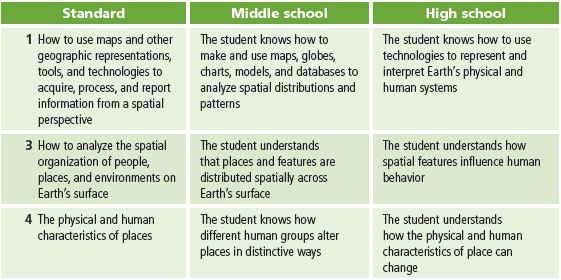 Standard
Middle school
High school
1 How to use maps and other
geographic representations,
tools, and technologies to
acquire, process, and report
information from a spatial
perspective
The student knows how to
make and use maps, globes,
charts, models, and databases to
analyze spatial distributions and
patterns
The student knows how to use
technologies to represent and
interpret Earth's physical and
human systems
3 How to analyze the spatial
organization of people,
places, and environments on
Earth's surface
The student understands
that places and features are
distributed spatially across
Earth's surface
The student understands how
spatial features influence human
behavior
4 The physical and human
characteristics of places
The student knows how
different human groups alter
places in distinctive ways
The student understands
how the physical and human
characteristics of place can
change